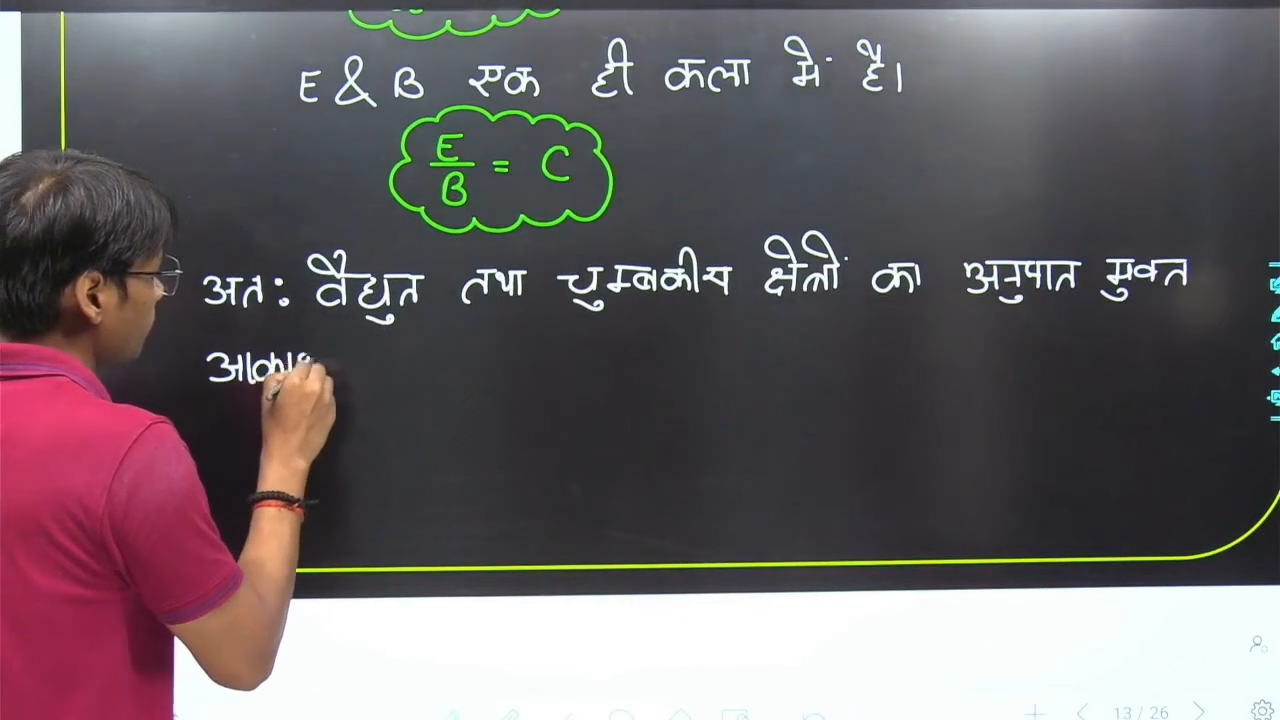 E & B एक ही कला में है।
E/B = C
अतः वैद्युत तथा चुम्बकीय क्षेत्रों का अनुपात मुक्त
13 / 26